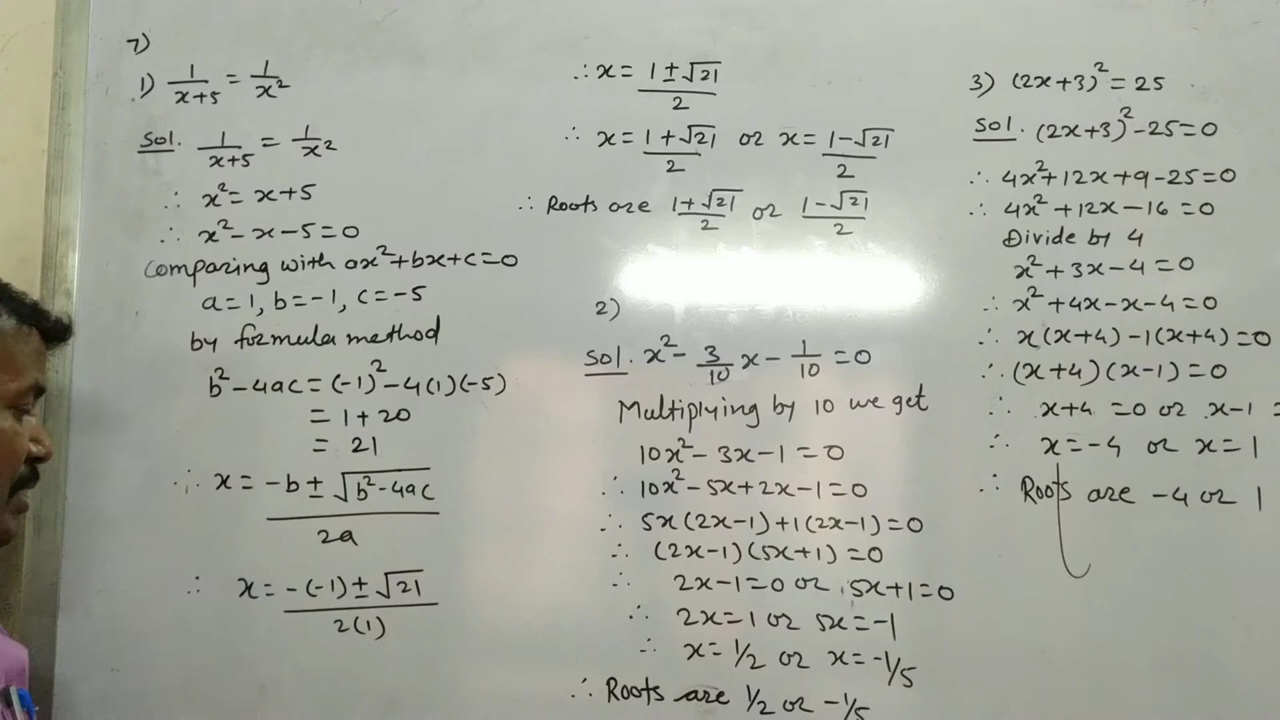 7)
1) 1/(x+5) = 1/x²
Sol. 1/(x+5) = 1/x²
∴ x² = x+5
∴ x²-x-5=0
Comparing with ax²+bx+c=0
a=1, b=-1, c=-5
by formula method
b²-4ac = (-1)²-4(1)(-5)
= 1+20
= 21
∴ x = (-b ± √(b²-4ac))/2a
∴ x = (-(-1) ± √21)/2(1)
∴ x = (1 ± √21)/2
∴ x = (1+√21)/2 or x = (1-√21)/2
∴ Roots are (1+√21)/2 or (1-√21)/2
2)
Sol. x² - 3/10 x - 1/10 = 0
Multiplying by 10 we get
10x²-3x-1=0
∴ 10x²-5x+2x-1=0
∴ 5x(2x-1)+1(2x-1)=0
∴ (2x-1)(5x+1)=0
∴ 2x-1=0 or 5x+1=0
∴ 2x=1 or 5x=-1
∴ x=1/2 or x=-1/5
∴ Roots are 1/2 or -1/5
3) (2x+3)²=25
Sol. (2x+3)²-25=0
∴ 4x²+12x+9-25=0
∴ 4x²+12x-16=0
Divide by 4
x²+3x-4=0
∴ x²+4x-x-4=0
∴ x(x+4)-1(x+4)=0
∴ (x+4)(x-1)=0
∴ x+4=0 or x-1=
∴ x=-4 or x=1
∴ Roots are -4 or 1